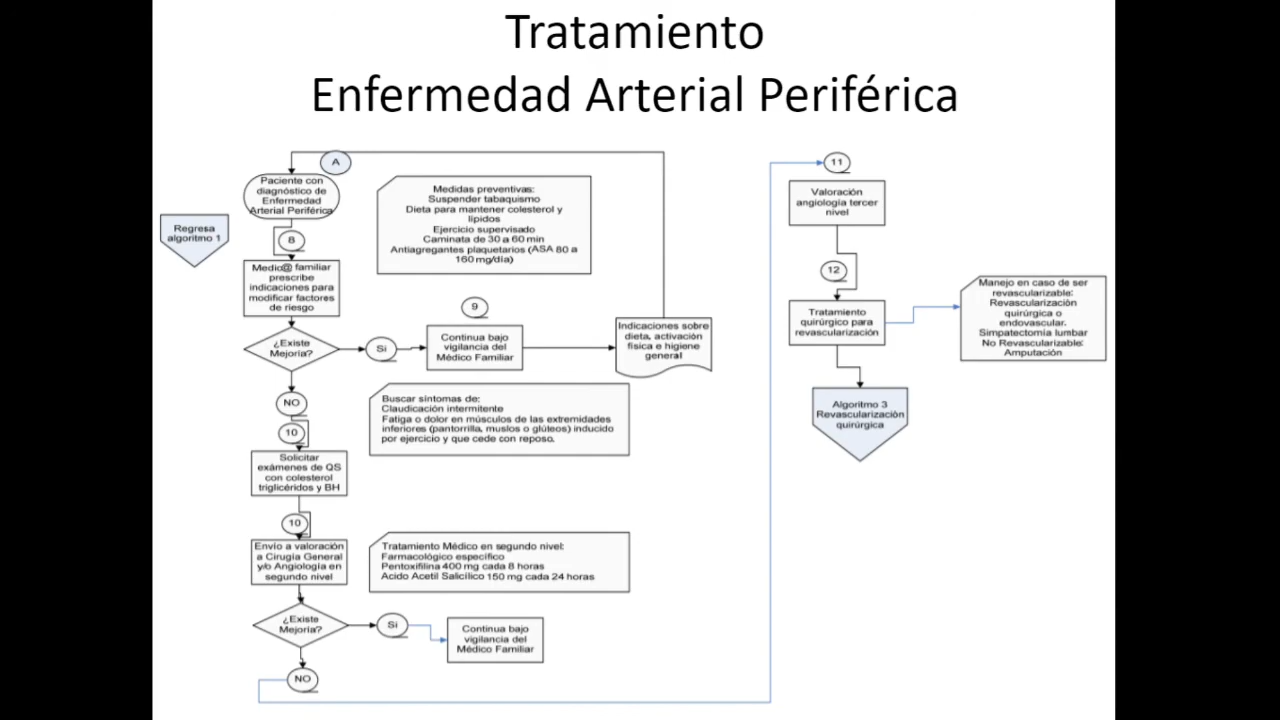 Tratamiento
Enfermedad Arterial Periférica
A
Paciente con
diagnóstico de
Enfermedad
Arterial Periférica
Regresa
algoritmo 1
8
Medic@ familiar
prescribe
indicaciones para
modificar factores
de riesgo
Medidas preventivas:
Suspender tabaquismo
Dieta para mantener colesterol y
lípidos
Ejercicio supervisado
Caminata de 30 a 60 min
Antiagregantes plaquetarios (ASA 80 a
160 mg/día)
¿Existe
Mejoría?
Si
9
Continua bajo
vigilancia del
Médico Familiar
Indicaciones sobre
dieta, activación
física e higiene
general
NO
10
Buscar síntomas de:
Claudicación intermitente
Fatiga o dolor en músculos de las extremidades
inferiores (pantorrilla, muslos o glúteos) inducido
por ejercicio y que cede con reposo.
Solicitar
exámenes de QS
con colesterol
triglicéridos y BH
10
Envío a valoración
a Cirugía General
y/o Angiología en
segundo nivel
Tratamiento Médico en segundo nivel:
Farmacológico específico
Pentoxifilina 400 mg cada 8 horas
Acido Acetil Salicílico 150 mg cada 24 horas
¿Existe
Mejoría?
Si
Continua bajo
vigilancia del
Médico Familiar
NO
11
Valoración
angiología tercer
nivel
12
Tratamiento
quirúrgico para
revascularización
Manejo en caso de ser
revascularizable:
Revascularización
quirúrgica o
endovascular.
Simpatectomía lumbar
No Revascularizable:
Amputación
Algoritmo 3
Revascularización
quirúrgica